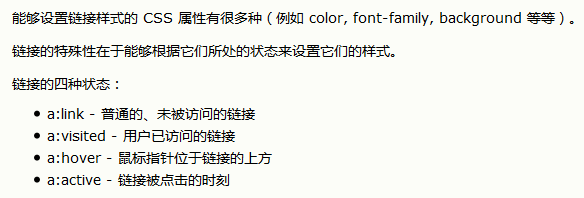 能够设置链接样式的 CSS 属性有很多种（例如 color, font-family, background 等等）。
链接的特殊性在于能够根据它们所处的状态来设置它们的样式。
链接的四种状态：
• a:link - 普通的、未被访问的链接
• a:visited - 用户已访问的链接
• a:hover - 鼠标指针位于链接的上方
• a:active - 链接被点击的时刻